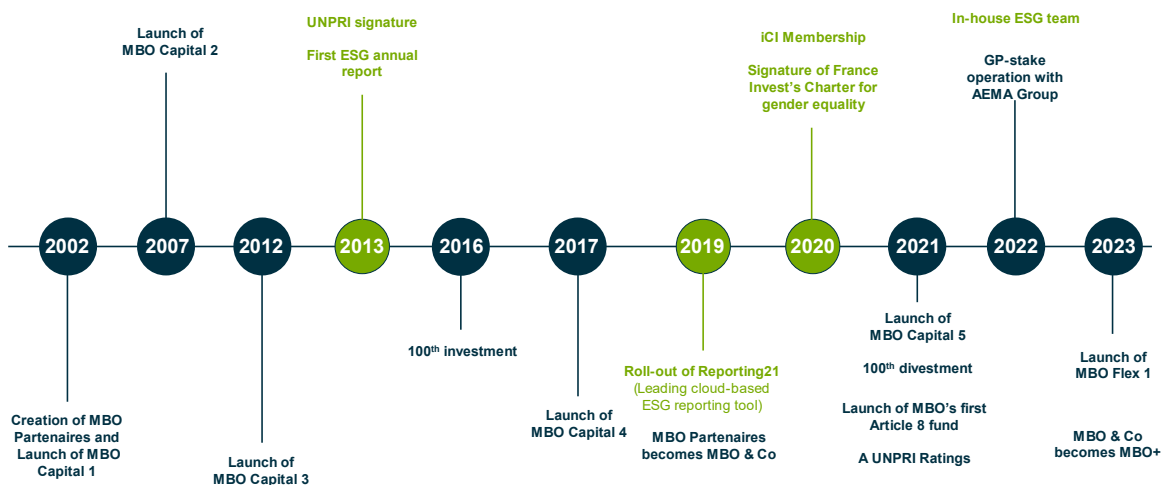 Launch of
MBO Capital 2
UNPRI signature
First ESG annual
report
iCI Membership
Signature of France
Invest's Charter for
gender equality
In-house ESG team
GP-stake
operation with
AEMA Group
2002
2007
2012
2013
2016
2017
2019
2020
2021
2022
2023
Creation of MBO
Partenaires and
Launch of MBO
Capital 1
Launch of
MBO Capital 3
100th investment
Launch of
MBO Capital 4
Roll-out of Reporting21
(Leading cloud-based
ESG reporting tool)
MBO Partenaires
becomes MBO & Co
Launch of
MBO Capital 5
100th divestment
Launch of MBO's first
Article 8 fund
A UNPRI Ratings
Launch of
MBO Flex 1
MBO & Co
becomes MBO+